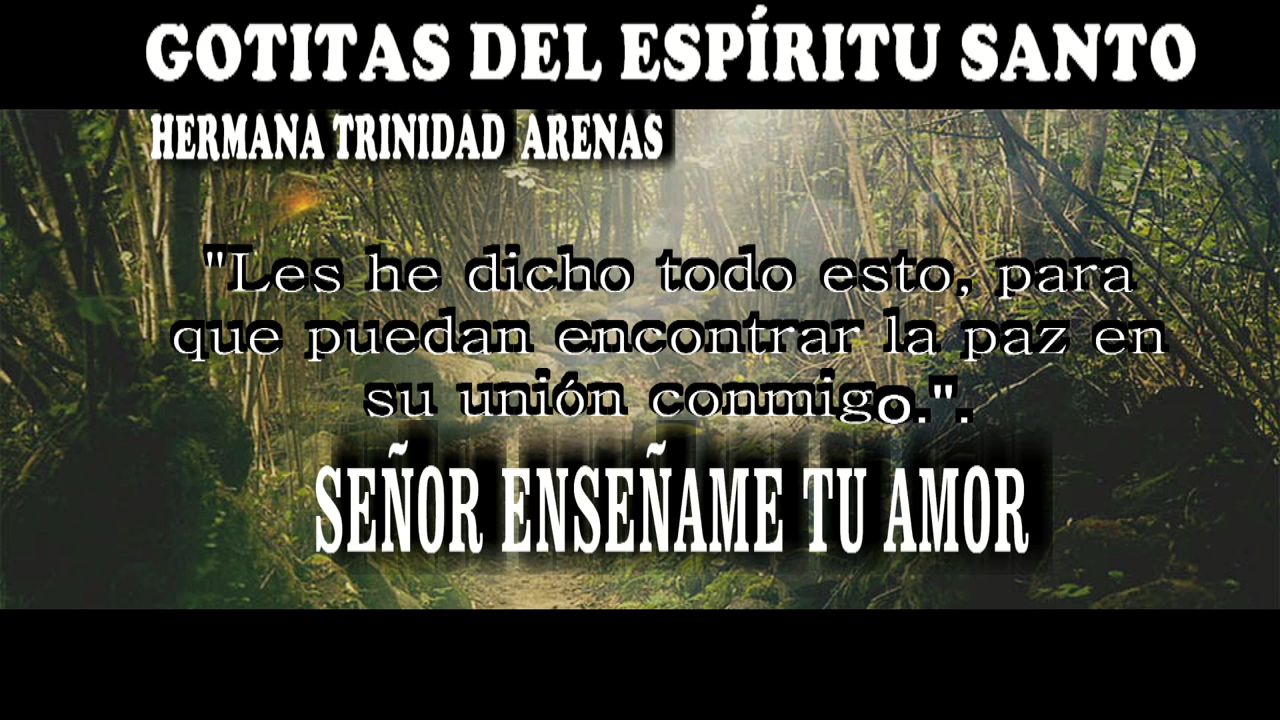 GOTITAS DEL ESPÍRITU SANTO
HERMANA TRINIDAD ARENAS
"Les he dicho todo esto, para
que puedan encontrar la paz en
su unión conmigo.".
SEÑOR ENSEÑAME TU AMOR